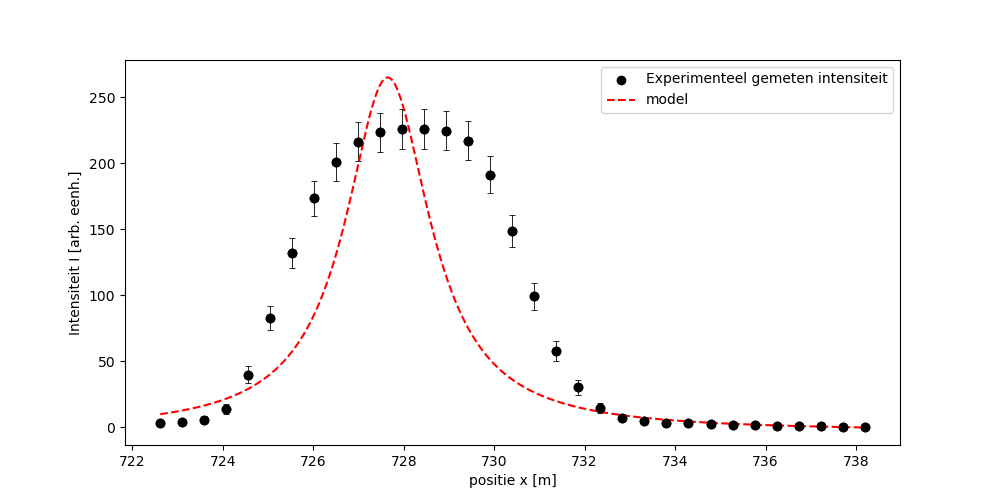 Experimenteel gemeten intensiteit
model
Intensiteit I [arb. eenh.]
250
200
150
100
50
0
722 724 726 728 730 732 734 736 738
positie x [m]